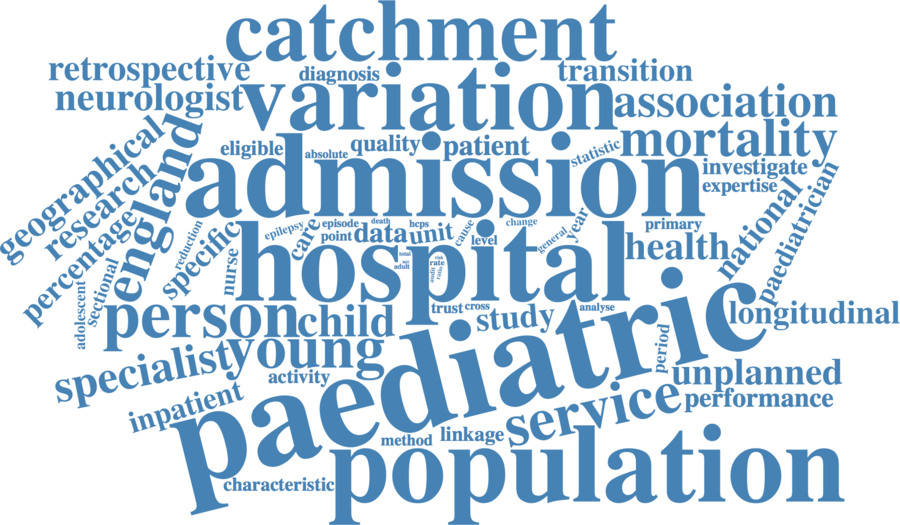 catchment
retrospective
diagnosis
transition
neurologist
variation
association
geographical
research
percentage
england
eligible
absolute
quality
patient
statistic
mortality
investigate
expertise
admission
national
paediatrician
reduction
specific
nurse
epilepsy
care
episode
point
death
data
hcps
unit
cause
level
change
general
year
primary
health
adolescent
sectional
hospital
total
net
adult
risk
rate
audit
ratio
person
child
trust
cross
study
analyse
longitudinal
specialist
young
activity
paediatric
period
unplanned
performance
inpatient
service
method
linkage
characteristic
population